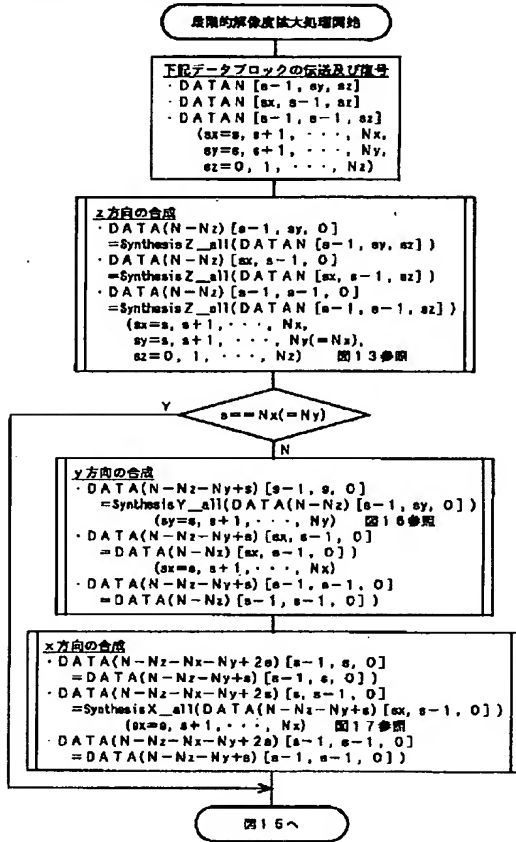 段階的解像度拡大処理開始
下記データブロックの伝送及び復号
・DATAN [s-1, sy, sz]
・DATAN [sx, s-1, sz]
・DATAN [s-1, s-1, sz]
(sx=s, s+1, ・・・, Nx,
sy=s, s+1, ・・・, Ny,
sz=0, 1, ・・・, Nz)
z方向の合成
・DATA(N-Nz) [s-1, sy, 0]
=SynthesisZ_all(DATAN [s-1, sy, sz])
・DATA(N-Nz) [sx, s-1, 0]
=SynthesisZ_all(DATAN [sx, s-1, sz])
・DATA(N-Nz) [s-1, s-1, 0]
=SynthesisZ_all(DATAN [s-1, s-1, sz])
(sx=s, s+1, ・・・, Nx,
sy=s, s+1, ・・・, Ny(=Nx),
sz=0, 1, ・・・, Nz) 図13参照
Y
s==Nx(=Ny)
N
y方向の合成
・DATA(N-Nz-Ny+s) [s-1, s, 0]
=SynthesisY_all(DATA(N-Nz) [s-1, sy, 0])
(sy=s, s+1, ・・・, Ny) 図16参照
・DATA(N-Nz-Ny+s) [sx, s-1, 0]
=DATA(N-Nz) [sx, s-1, 0])
(sx=s, s+1, ・・・, Nx)
・DATA(N-Nz-Ny+s) [s-1, s-1, 0]
=DATA(N-Nz) [s-1, s-1, 0])
x方向の合成
・DATA(N-Nz-Nx-Ny+2s) [s-1, s, 0]
=DATA(N-Nz-Ny+s) [s-1, s, 0])
・DATA(N-Nz-Nx-Ny+2s) [s, s-1, 0]
=SynthesisX_all(DATA(N-Nz-Ny+s) [sx, s-1, 0])
(sx=s, s+1, ・・・, Nx) 図17参照
・DATA(N-Nz-Nx-Ny+2s) [s-1, s-1, 0]
=DATA(N-Nz-Ny+s) [s-1, s-1, 0])
図15へ